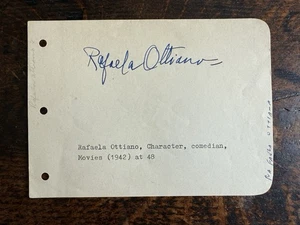 Rafaela Ottiano
Rafaela Ottiano, Character, comedian,
Movies (1942) at 48